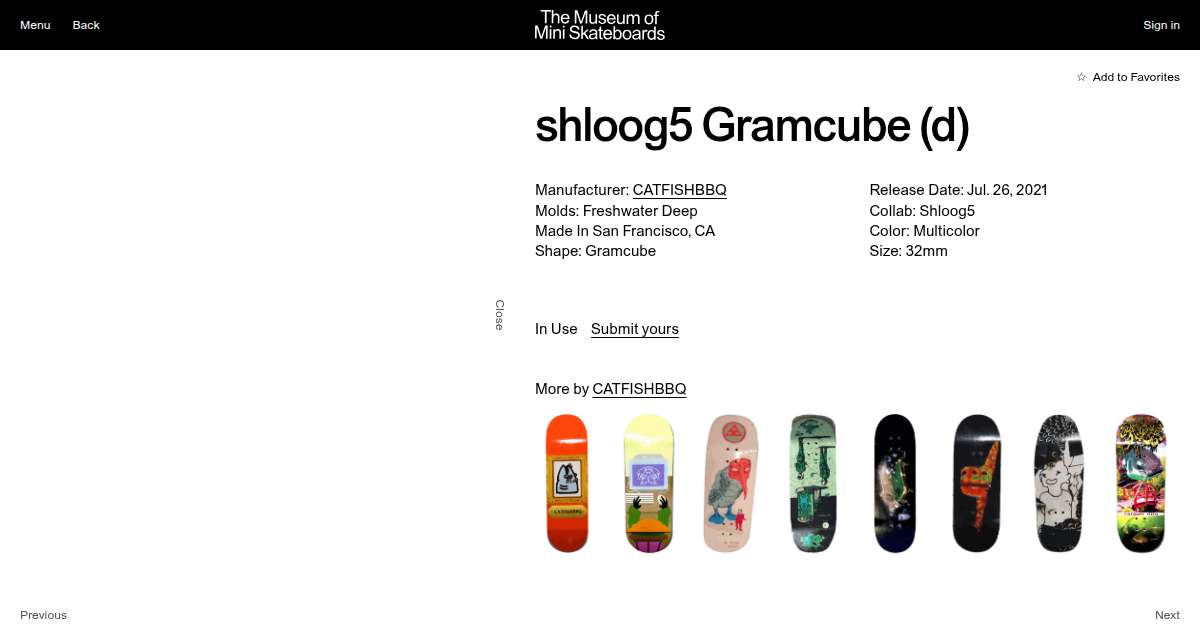 Menu
Back
The Museum of
Mini Skateboards
Sign in
☆ Add to Favorites
shloog5 Gramcube (d)
Manufacturer: CATFISHBBQ
Molds: Freshwater Deep
Made In San Francisco, CA
Shape: Gramcube
Release Date: Jul. 26, 2021
Collab: Shloog5
Color: Multicolor
Size: 32mm
Close
In Use
Submit yours
More by CATFISHBBQ
CATFISHBBQ
Previous
Next